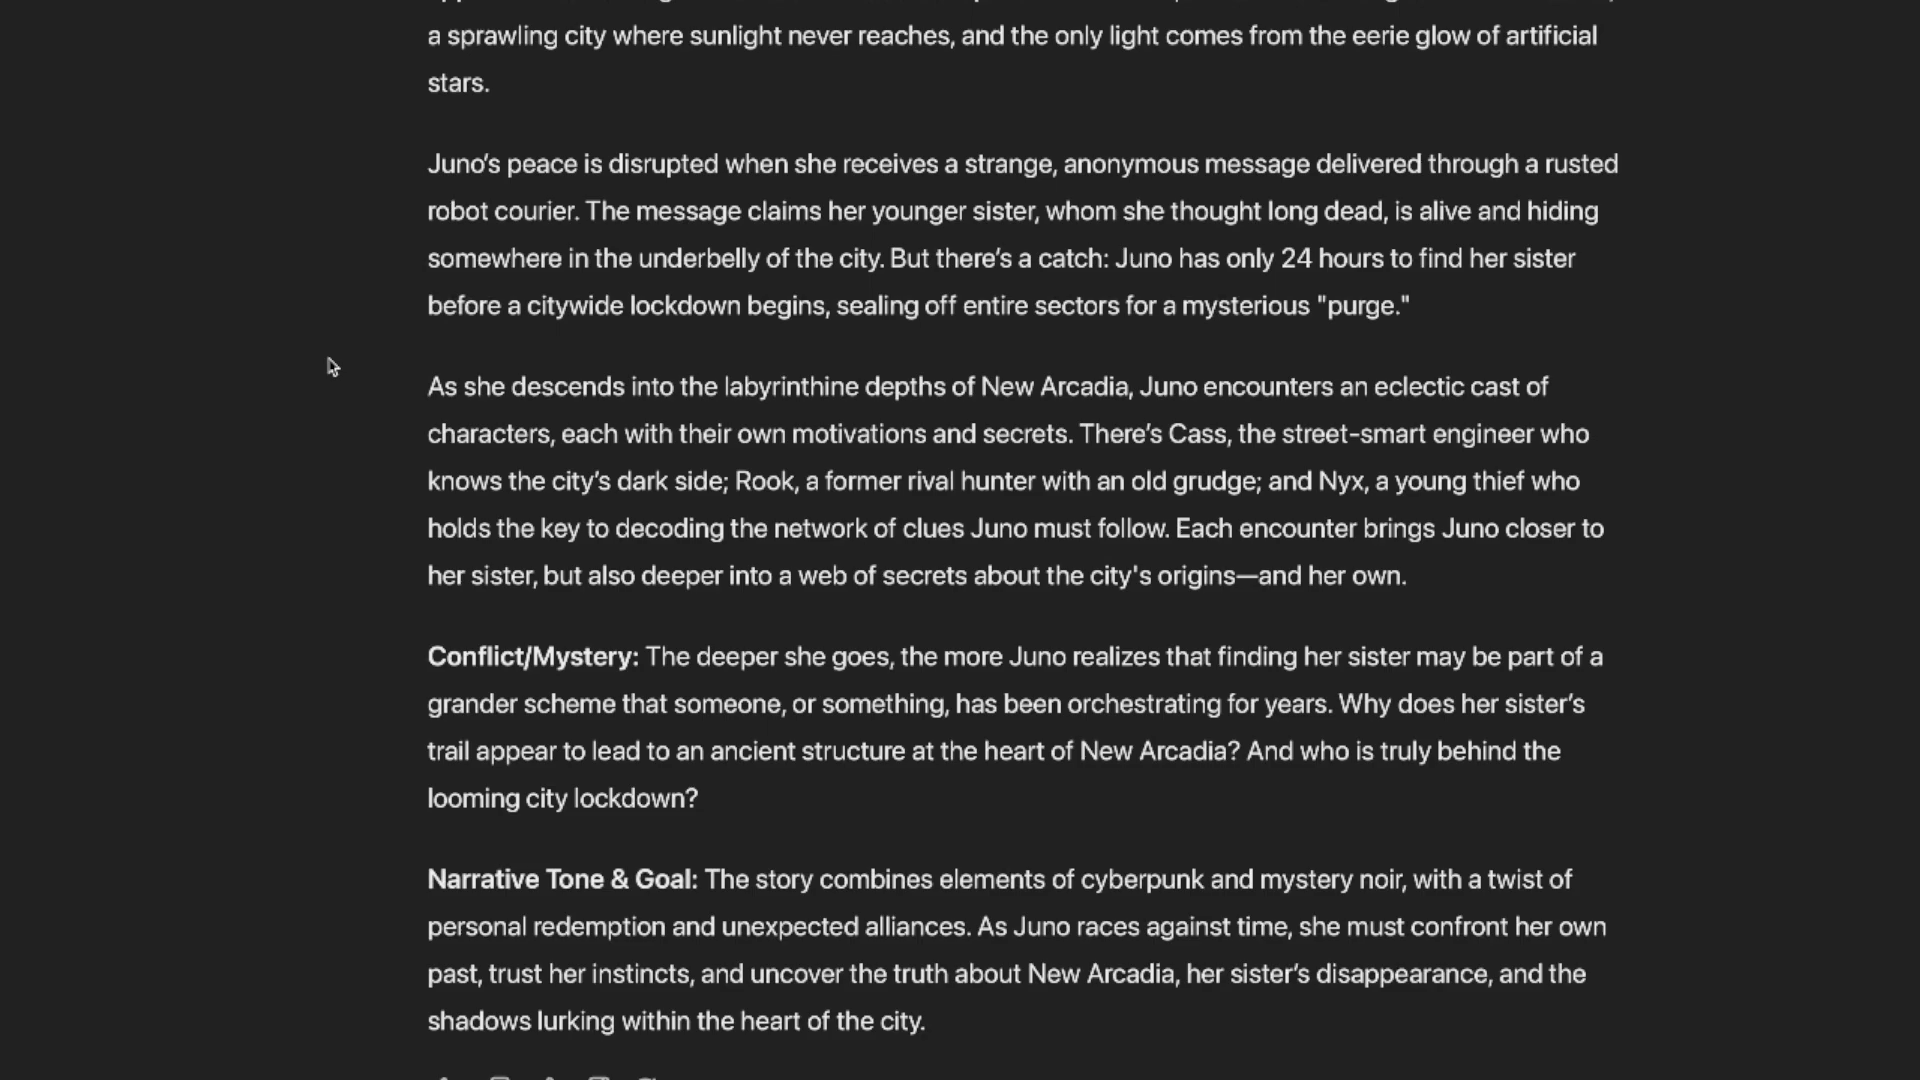 a sprawling city where sunlight never reaches, and the only light comes from the eerie glow of artificial
stars.
Juno’s peace is disrupted when she receives a strange, anonymous message delivered through a rusted
robot courier. The message claims her younger sister, whom she thought long dead, is alive and hiding
somewhere in the underbelly of the city. But there’s a catch: Juno has only 24 hours to find her sister
before a citywide lockdown begins, sealing off entire sectors for a mysterious "purge."
As she descends into the labyrinthine depths of New Arcadia, Juno encounters an eclectic cast of
characters, each with their own motivations and secrets. There’s Cass, the street-smart engineer who
knows the city’s dark side; Rook, a former rival hunter with an old grudge; and Nyx, a young thief who
holds the key to decoding the network of clues Juno must follow. Each encounter brings Juno closer to
her sister, but also deeper into a web of secrets about the city's origins—and her own.
Conflict/Mystery: The deeper she goes, the more Juno realizes that finding her sister may be part of a
grander scheme that someone, or something, has been orchestrating for years. Why does her sister’s
trail appear to lead to an ancient structure at the heart of New Arcadia? And who is truly behind the
looming city lockdown?
Narrative Tone & Goal: The story combines elements of cyberpunk and mystery noir, with a twist of
personal redemption and unexpected alliances. As Juno races against time, she must confront her own
past, trust her instincts, and uncover the truth about New Arcadia, her sister’s disappearance, and the
shadows lurking within the heart of the city.